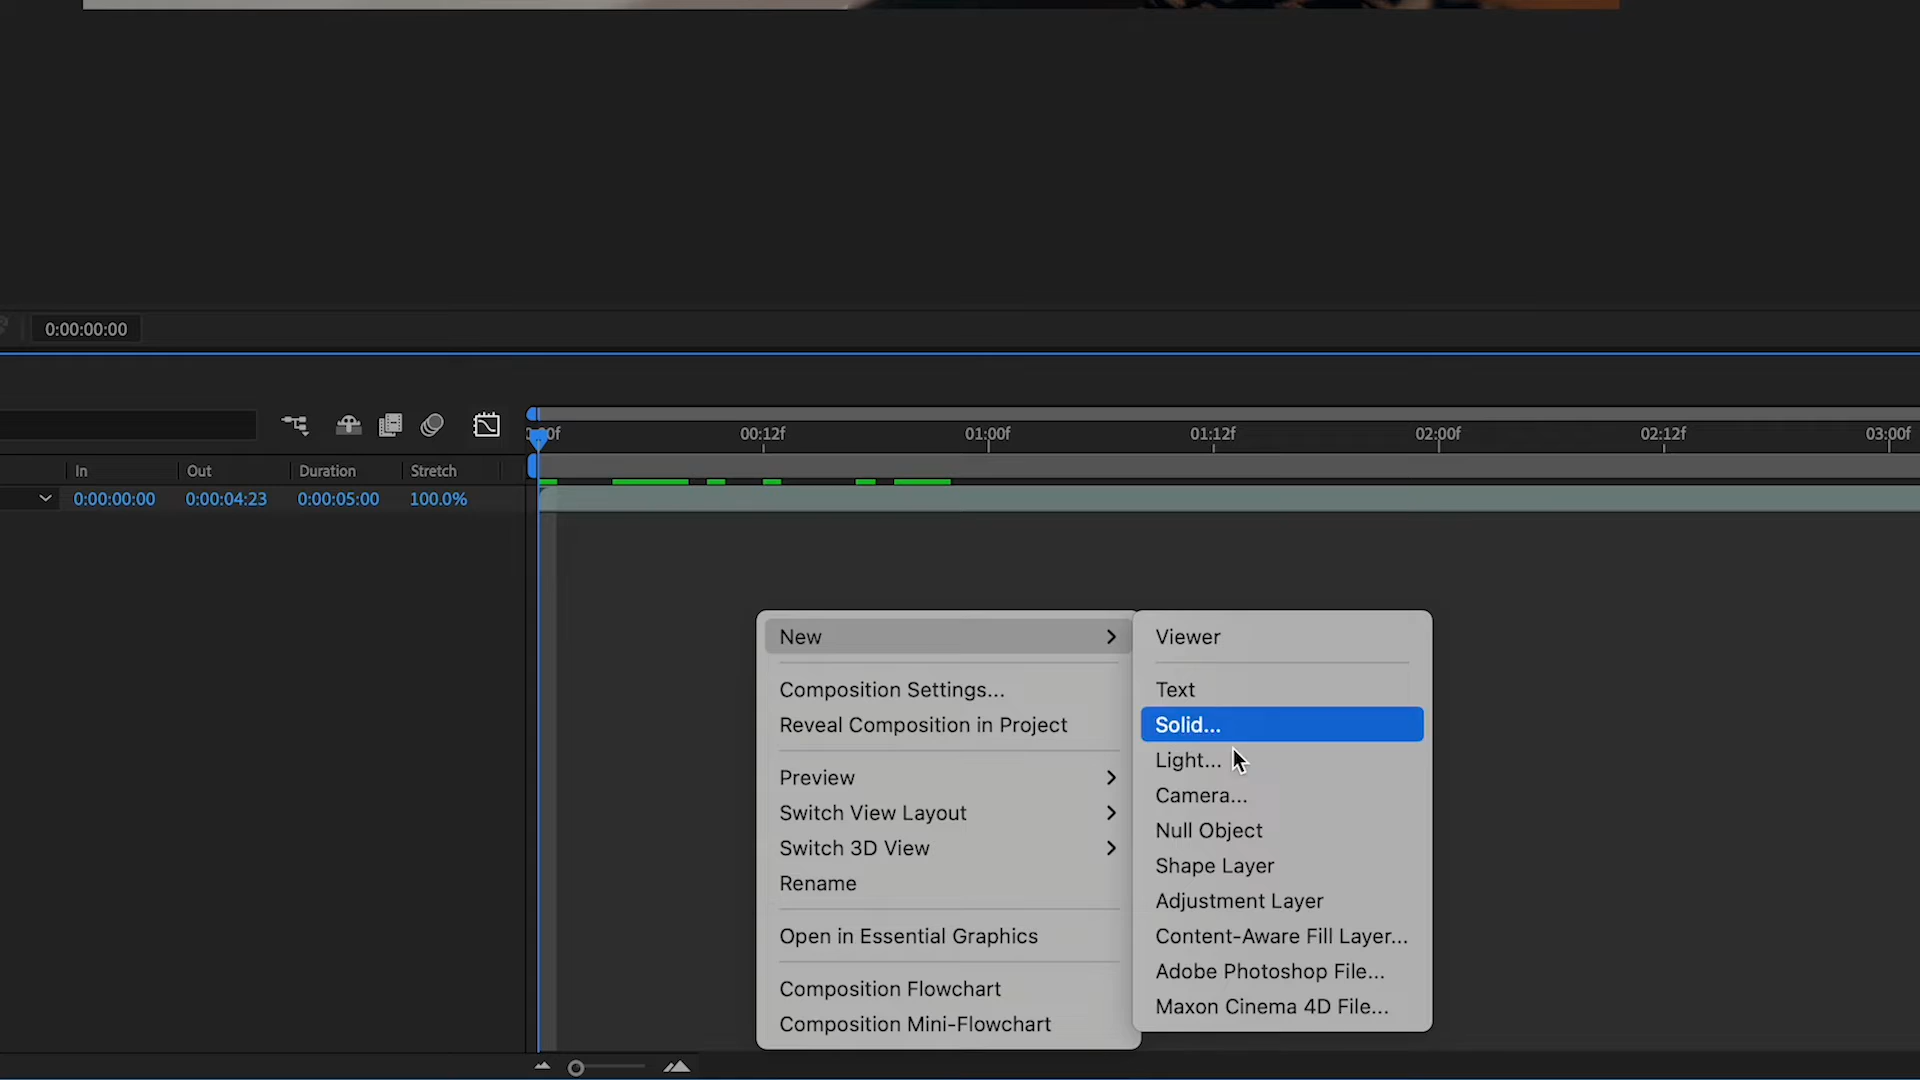 0:00:00:00
00:12f
01:00f
01:12f
02:00f
02:12f
03:00f
In Out Duration Stretch
0:00:00:00 0:00:04:23 0:00:05:00 100.0%
New
Composition Settings...
Reveal Composition in Project
Preview
Switch View Layout
Switch 3D View
Rename
Open in Essential Graphics
Composition Flowchart
Composition Mini-Flowchart
Viewer
Text
Solid...
Light...
Camera...
Null Object
Shape Layer
Adjustment Layer
Content-Aware Fill Layer...
Adobe Photoshop File...
Maxon Cinema 4D File...